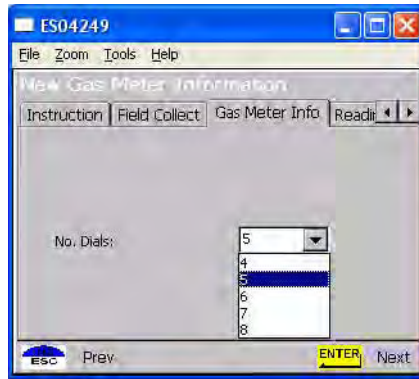 ES04249
File Zoom Tools Help
New Gas Meter Information
Instruction Field Collect Gas Meter Info Readi
No. Dials: 5
4
5
6
7
8
ESC Prev ENTER Next